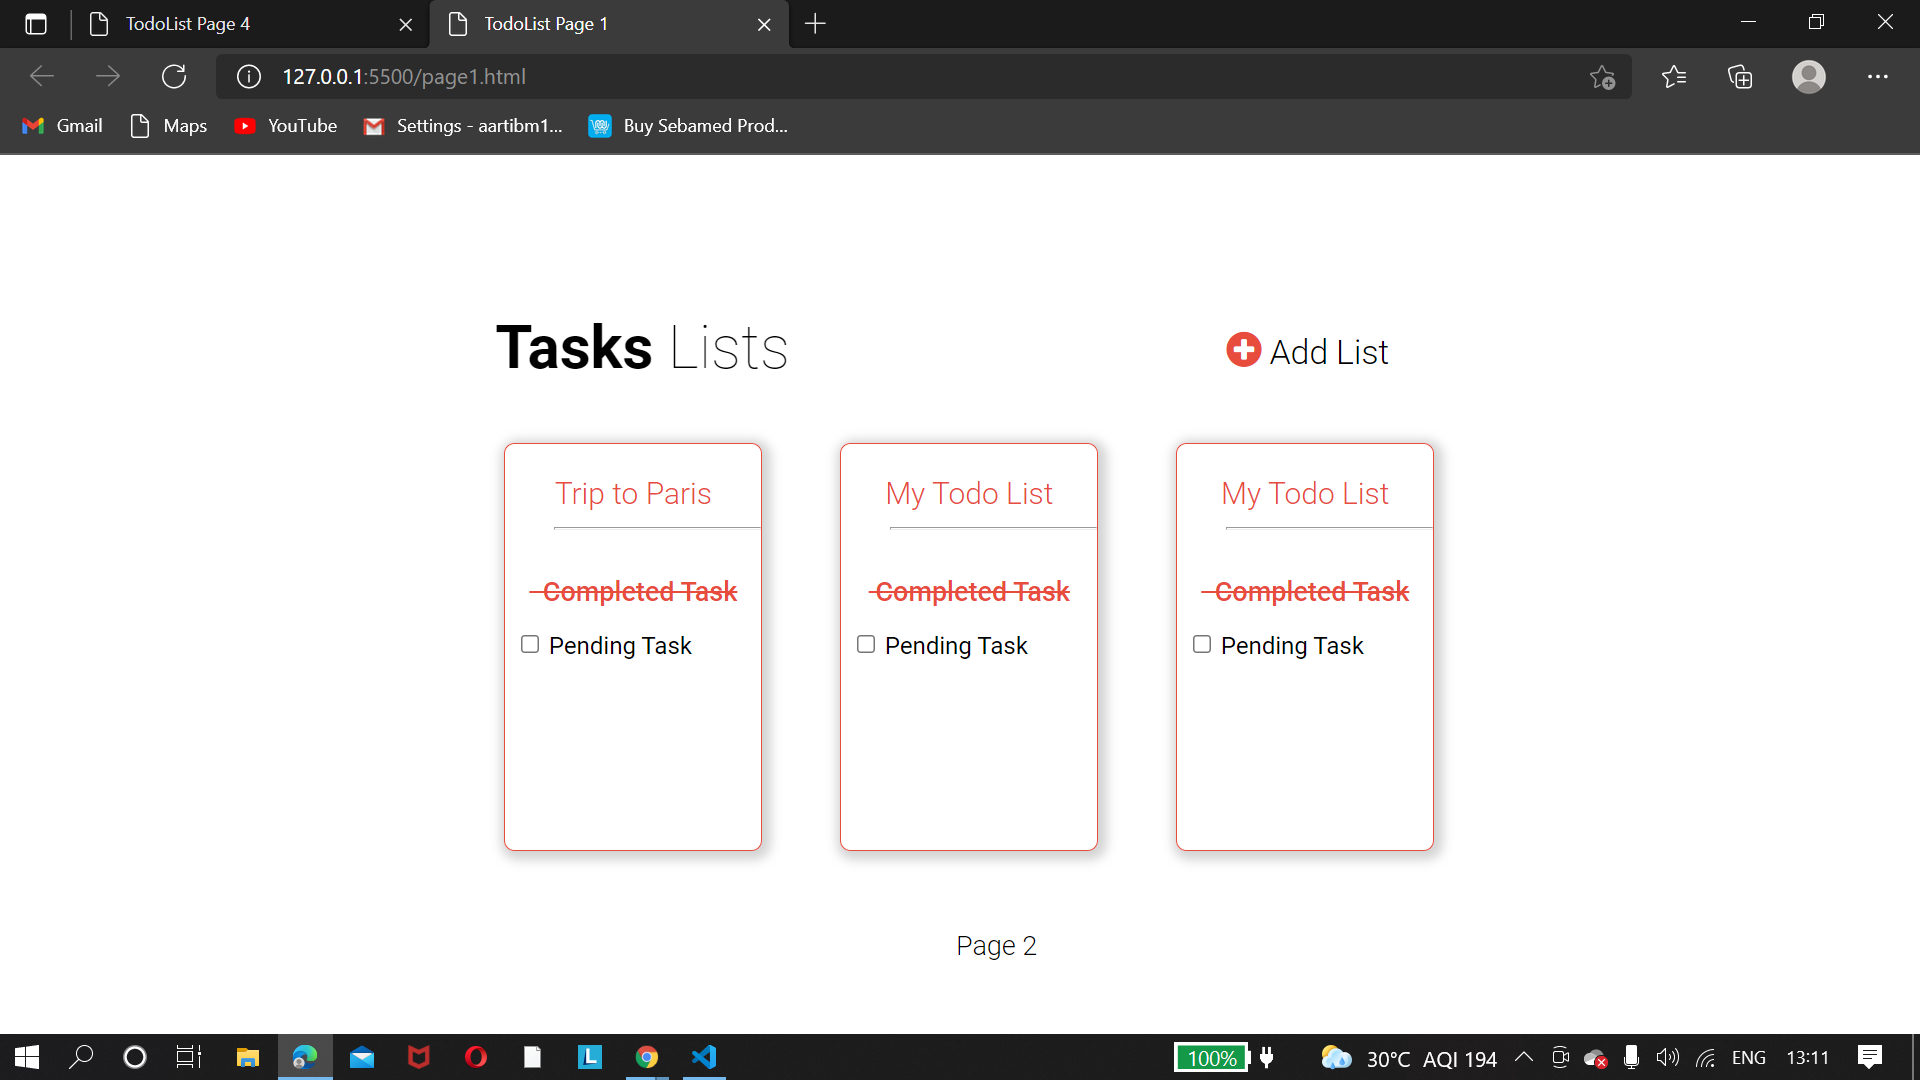 TodoList Page 4
TodoList Page 1
127.0.0.1:5500/page1.html
Gmail
Maps
YouTube
Settings - aartibm1...
Buy Sebamed Prod...
Tasks Lists
Add List
Trip to Paris
My Todo List
My Todo List
Completed Task
Completed Task
Completed Task
Pending Task
Pending Task
Pending Task
Page 2
L
100%
30°C AQI 194
ENG
13:11